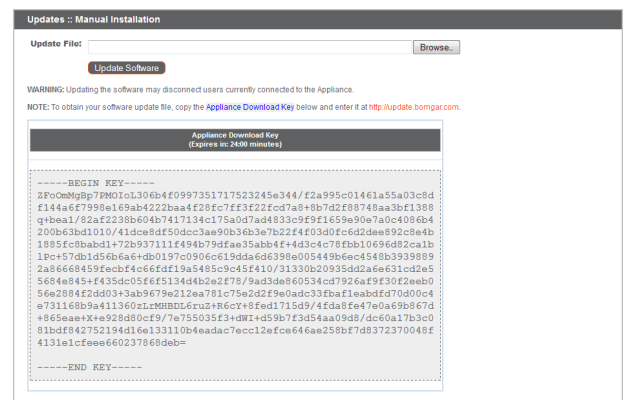 Updates :: Manual Installation
Update File:
Browse..
Update Software
WARNING: Updating the software may disconnect users currently connected to the Appliance.
NOTE: To obtain your software update file, copy the Appliance Download Key below and enter it at http://update.bomgar.com.
Appliance Download Key
(Expires in: 24:00 minutes)
-----BEGIN KEY-----
ZFoOmMgBp7PMOIoL306b4f0997351717523245e344/f2a995c01461a55a03c8d
f144a6f7998e169ab4222baa4f28fc7ff3f22fcd7a8+8b7d2f88748aa3bf1388
q+bea1/82af2238b604b7417134c175a0d7ad4833c9f9f1659e90e7a0c4086b4
200b63bd1010/41dce8df50dcc3ae90b36b3e7b22f4f03d0fc6d2dee892c8e4b
1885fc8babd1+72b937111f494b79dfae35abb4f+4d3c4c78fbb10696d82ca1b
1Pc+57db1d56b6a6+db0197c0906c619dda6d6398e005449b6ec4548b3939889
2a86668459fecbf4c66fdf19a5485c9c45f410/31330b20935dd2a6e631cd2e5
5684e845+f435dc05f6f5134d4b2e2f78/9ad3de860534cd7926af9f30f2eeb0
56e2884f2dd03+3ab9679e212ea781c75e2d2f9e0adc33fbaf1eabdfd70d00c4
e731168b9a411360zLrMHBDL6ruZ+R6cY+8fed1715d9/4fda8fe47e0a69b867d
+865eae+X+e928d80cf9/7e755035f3+dWI+d59b7f3d54aa09d8/dc60a17b3c0
81bdf842752194d16e133110b4eadac7ecc12efce646ae258bf7d8372370048f
4131e1cfeee660237868deb=
-----END KEY-----